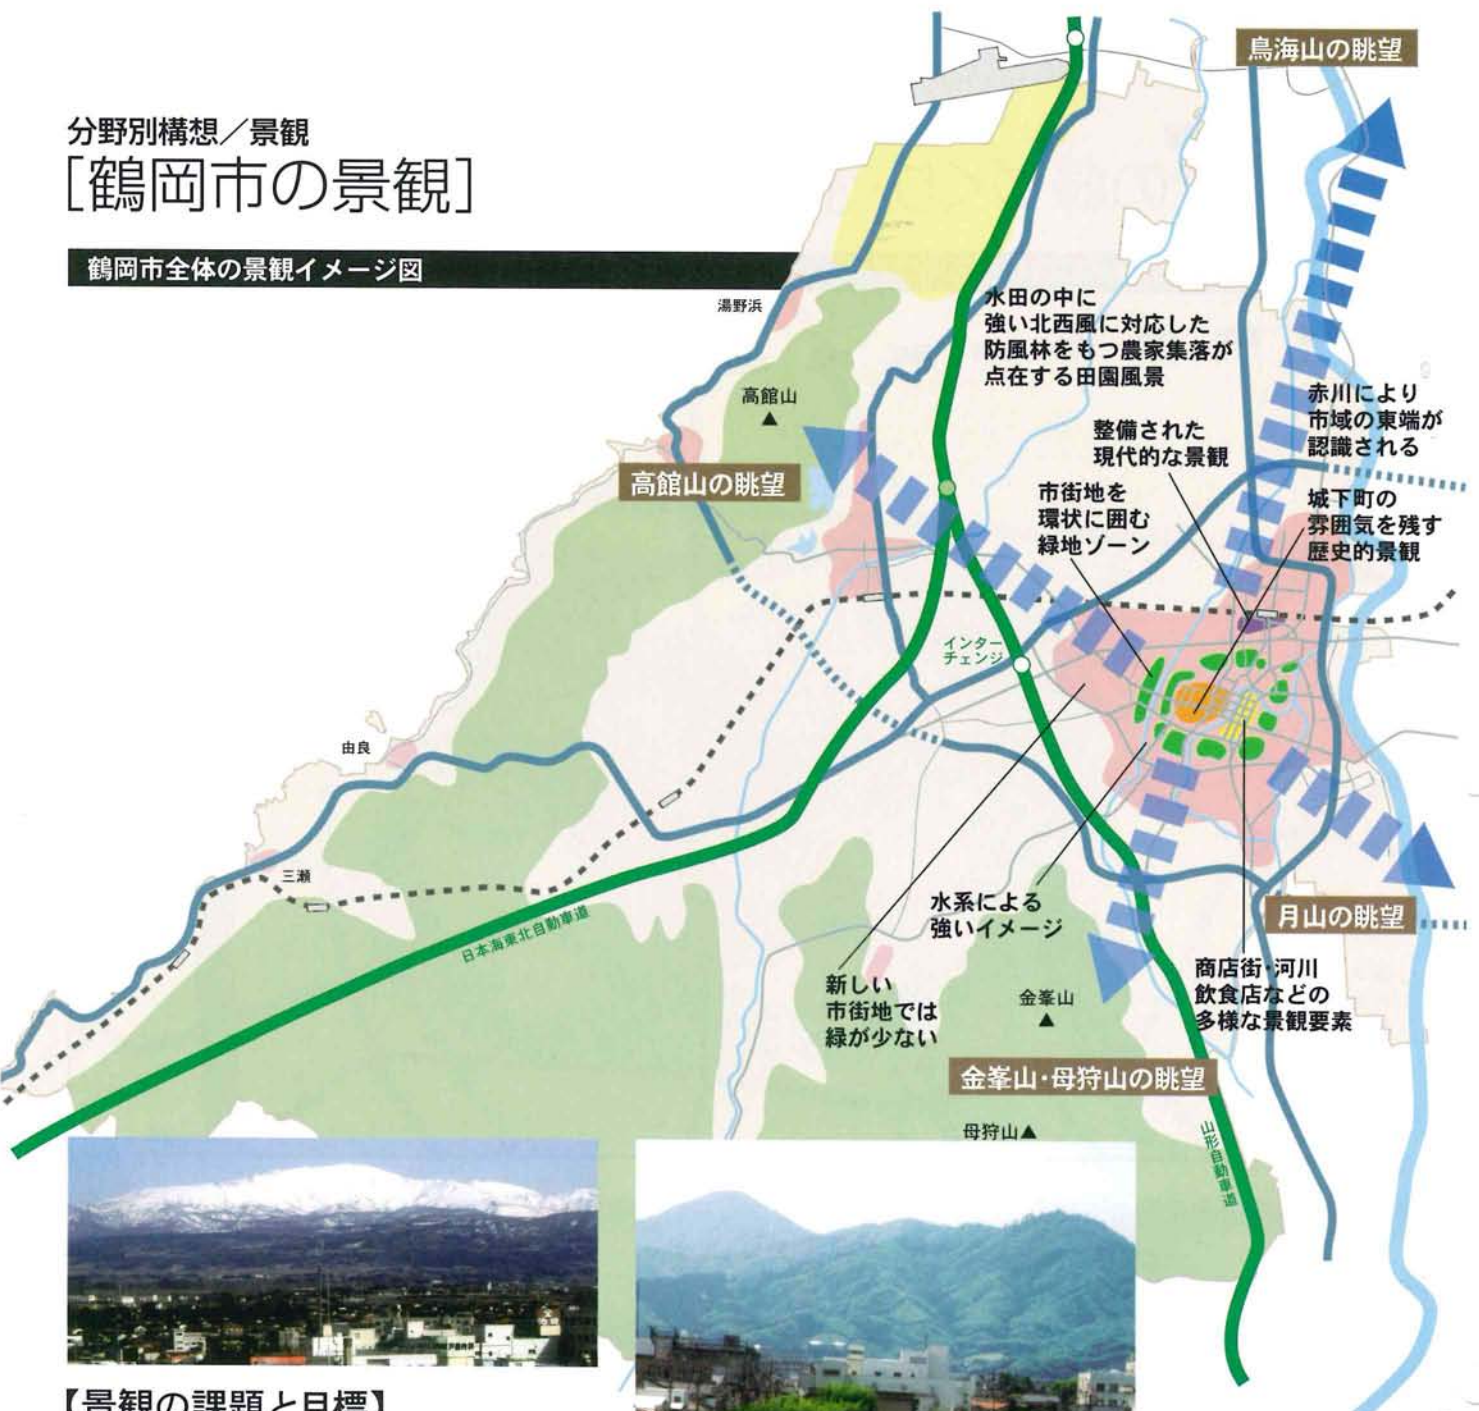 分野別構想／景観
[鶴岡市の景観]
鶴岡市全体の景観イメージ図
鳥海山の眺望
湯野浜
水田の中に
強い北西風に対応した
防風林をもつ農家集落が
点在する田園風景
高館山
▲
高館山の眺望
整備された
現代的な景観
赤川により
市域の東端が
認識される
市街地を
環状に囲む
緑地ゾーン
城下町の
雰囲気を残す
歴史的景観
インター
チェンジ
由良
三瀬
日本海東北自動車道
水系による
強いイメージ
月山の眺望
新しい
市街地では
緑が少ない
商店街・河川
飲食店などの
多様な景観要素
金峯山
▲
金峯山・母狩山の眺望
母狩山▲
山形自動車道
【景観の課題と目標】